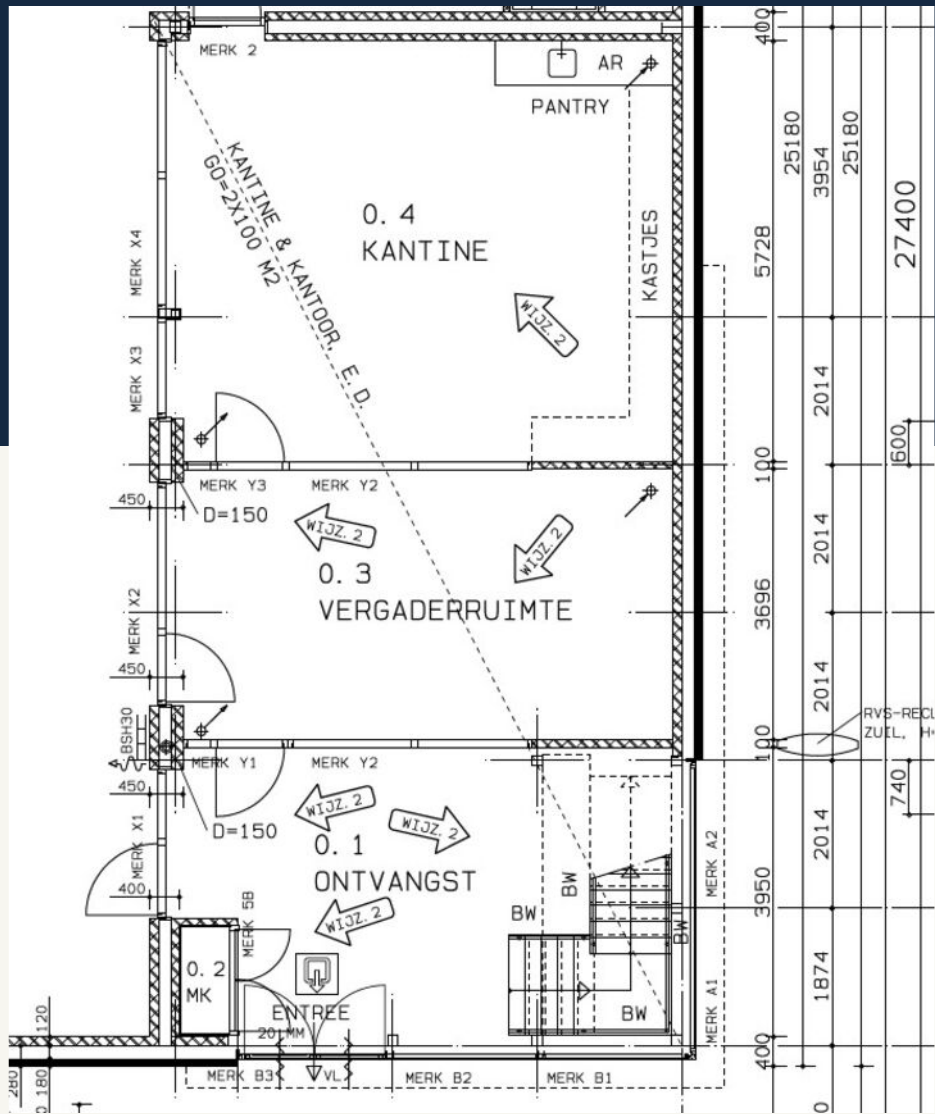 MERK 2
AR
PANTRY
KANTINE & KANTOOR, E.D.
GO=2X100 M2
0.4
KANTINE
KASTJES
WIJZ. 2
MERK X4
MERK X3
MERK Y3
MERK Y2
450
D=150
WIJZ. 2
WIJZ. 2
0.3
VERGADERRUIMTE
MERK X2
450
BSH30
MERK Y1
MERK Y2
450
D=150
WIJZ. 2
WIJZ. 2
0.1
ONTVANGST
MERK X1
400
WIJZ. 2
MERK 5B
0.2
MK
ENTREE
20 MM
BW
BW
BW
BW
MERK A2
MERK A1
MERK B3
VL
MERK B2
MERK B1
120
180
280
400
5728
100
3696
100
3950
400
25180
3954
2014
2014
2014
2014
1874
25180
27400
600
740
RVS-RECL
ZUIL, H